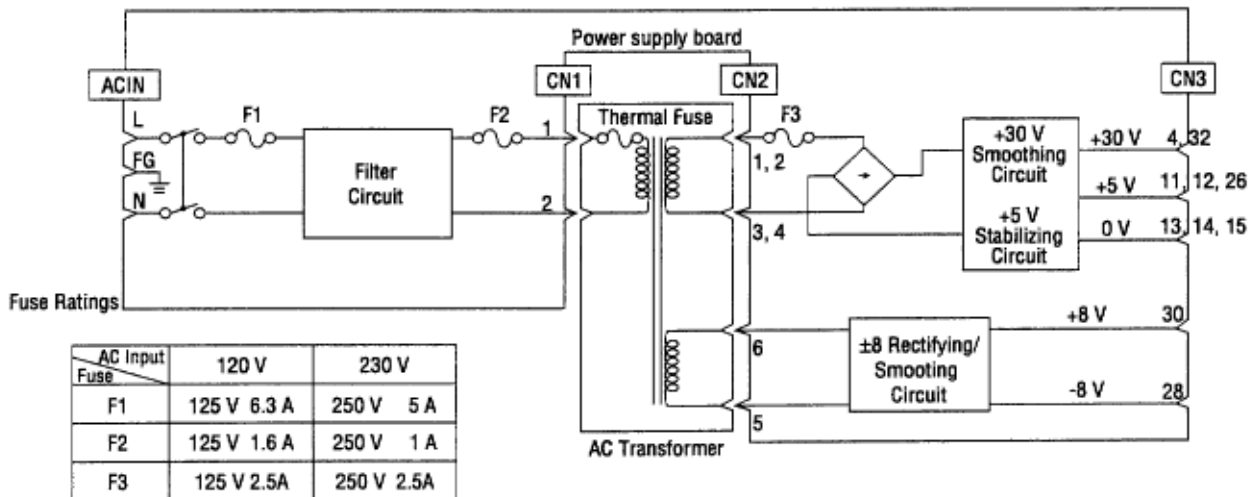 Power supply board
ACIN
CN1
CN2
CN3
L
F1
F2
1
Thermal Fuse
F3
1, 2
+30 V
Smoothing
Circuit
+5 V
Stabilizing
Circuit
+30 V
4, 32
FG
Filter
Circuit
+5 V
11, 12, 26
N
2
3, 4
0 V
13, 14, 15
Fuse Ratings
6
±8 Rectifying/
Smooting
Circuit
+8 V
30
-8 V
28
5
AC Transformer
AC Input
Fuse
120 V
230 V
F1
125 V 6.3 A
250 V 5 A
F2
125 V 1.6 A
250 V 1 A
F3
125 V 2.5A
250 V 2.5A